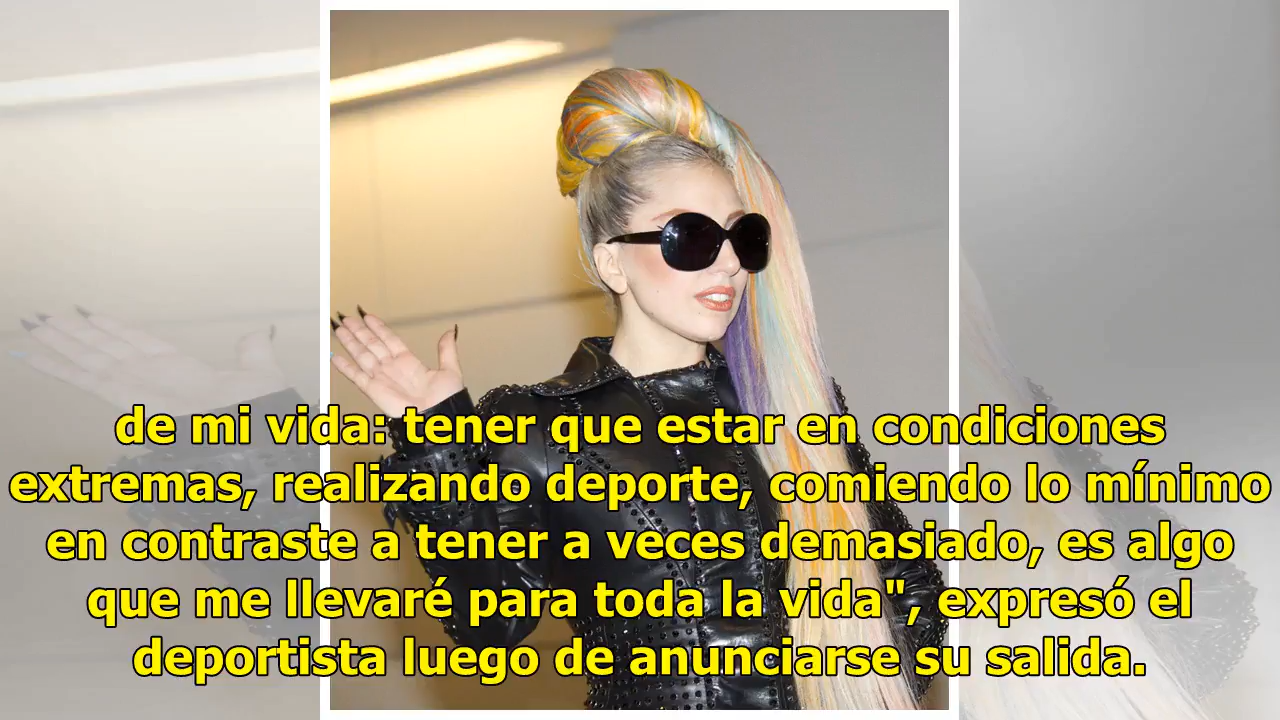 de mi vida: tener que estar en condiciones
extremas, realizando deporte, comiendo lo mínimo
en contraste a tener a veces demasiado, es algo
que me llevaré para toda la vida", expresó el
deportista luego de anunciarse su salida.